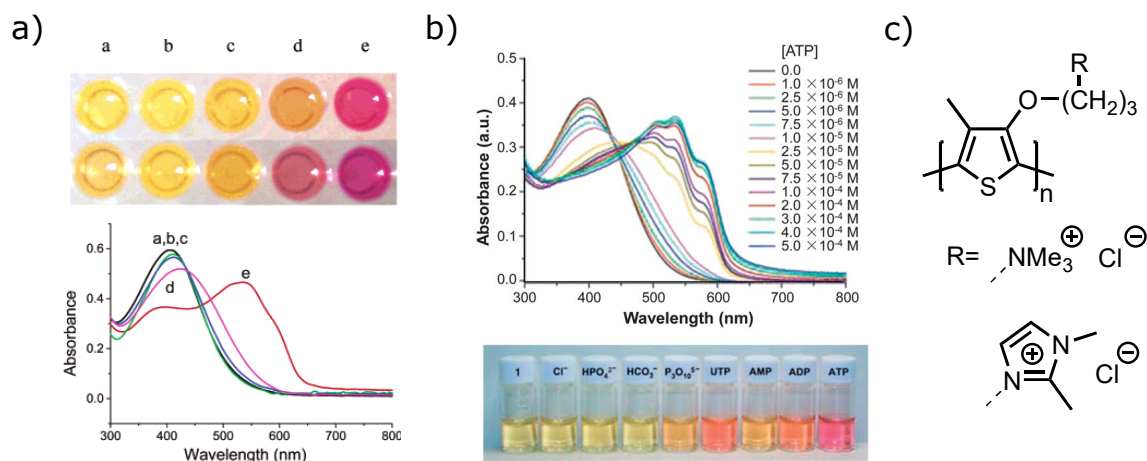 a)
a b c d e
0.6
0.4
0.2
0.0
Absorbance
a,b,c
d
e
300 400 500 600 700 800
Wavelength (nm)
b)
[ATP]
0.0
1.0 ×10⁻⁶ M
2.5 ×10⁻⁶ M
5.0 ×10⁻⁶ M
7.5 ×10⁻⁶ M
1.0 ×10⁻⁵ M
2.5 ×10⁻⁵ M
5.0 ×10⁻⁵ M
7.5 ×10⁻⁵ M
1.0 ×10⁻⁴ M
2.0 ×10⁻⁴ M
3.0 ×10⁻⁴ M
4.0 ×10⁻⁴ M
5.0 ×10⁻⁴ M
0.5
0.4
0.3
0.2
0.1
0.0
Absorbance (a.u.)
300 400 500 600 700 800
Wavelength (nm)
1 Cl⁻ HPO₄²⁻ HCO₃⁻ P₃O₁₀⁵⁻ UTP AMP ADP ATP
c)
R
O (CH₂)₃
S n
R= NMe₃⊕ Cl⊖
N
⊕ Cl⊖
N